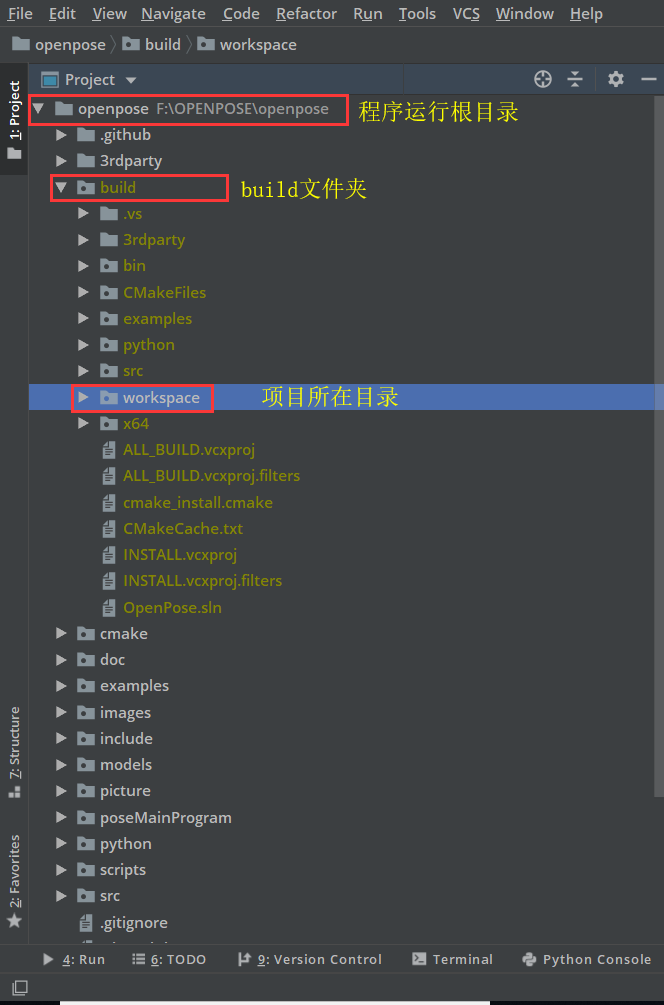 File Edit View Navigate Code Refactor Run Tools VCS Window Help
openpose build workspace
1: Project
Project
openpose F:\OPENPOSE\openpose 程序运行根目录
.github
3rdparty
build build文件夹
.vs
3rdparty
bin
CMakeFiles
examples
python
src
workspace 项目所在目录
x64
ALL_BUILD.vcxproj
ALL_BUILD.vcxproj.filters
cmake_install.cmake
CMakeCache.txt
INSTALL.vcxproj
INSTALL.vcxproj.filters
OpenPose.sln
cmake
doc
examples
images
include
models
picture
poseMainProgram
python
scripts
src
.gitignore
7: Structure
2: Favorites
4: Run 6: TODO 9: Version Control Terminal Python Console